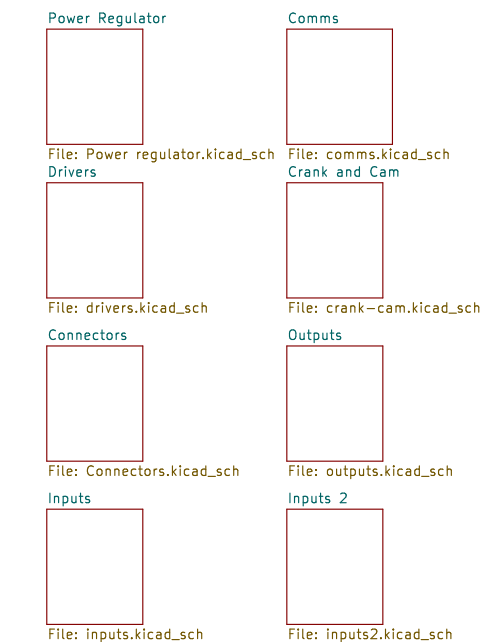 Power Regulator
Comms
File: Power regulator.kicad_sch
File: comms.kicad_sch
Drivers
Crank and Cam
File: drivers.kicad_sch
File: crank-cam.kicad_sch
Connectors
Outputs
File: Connectors.kicad_sch
File: outputs.kicad_sch
Inputs
Inputs 2
File: inputs.kicad_sch
File: inputs2.kicad_sch